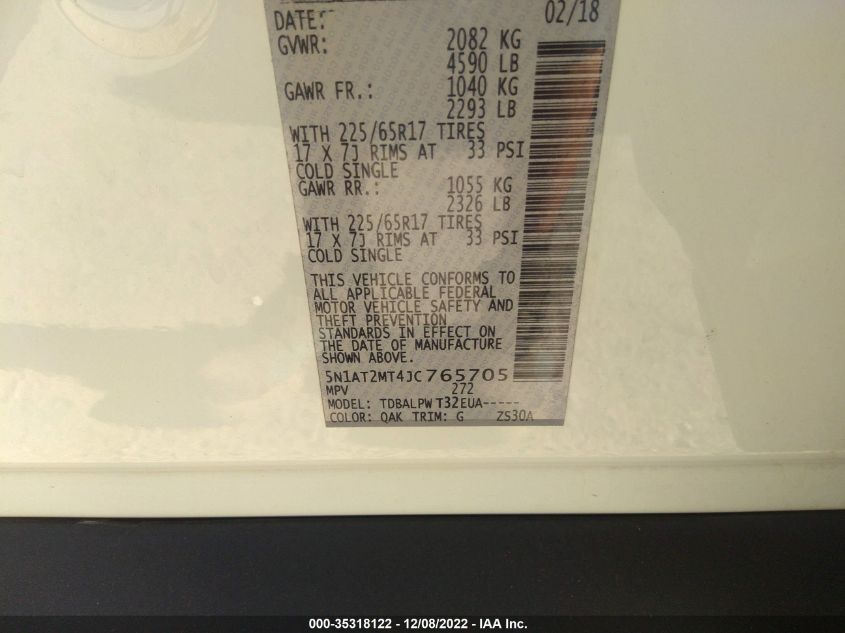 DATE: 02/18
GVWR: 2082 KG
4590 LB
GAWR FR.: 1040 KG
2293 LB
WITH 225/65R17 TIRES
17 X 7J RIMS AT 33 PSI
COLD SINGLE
GAWR RR.: 1055 KG
2326 LB
WITH 225/65R17 TIRES
17 X 7J RIMS AT 33 PSI
COLD SINGLE
THIS VEHICLE CONFORMS TO
ALL APPLICABLE FEDERAL
MOTOR VEHICLE SAFETY AND
THEFT PREVENTION
STANDARDS IN EFFECT ON
THE DATE OF MANUFACTURE
SHOWN ABOVE.
5N1AT2MT4JC765705
MPV 272
MODEL: TDBALPW T32EUA-----
COLOR: QAK TRIM: G ZS30A
000-35318122 - 12/08/2022 - IAA Inc.